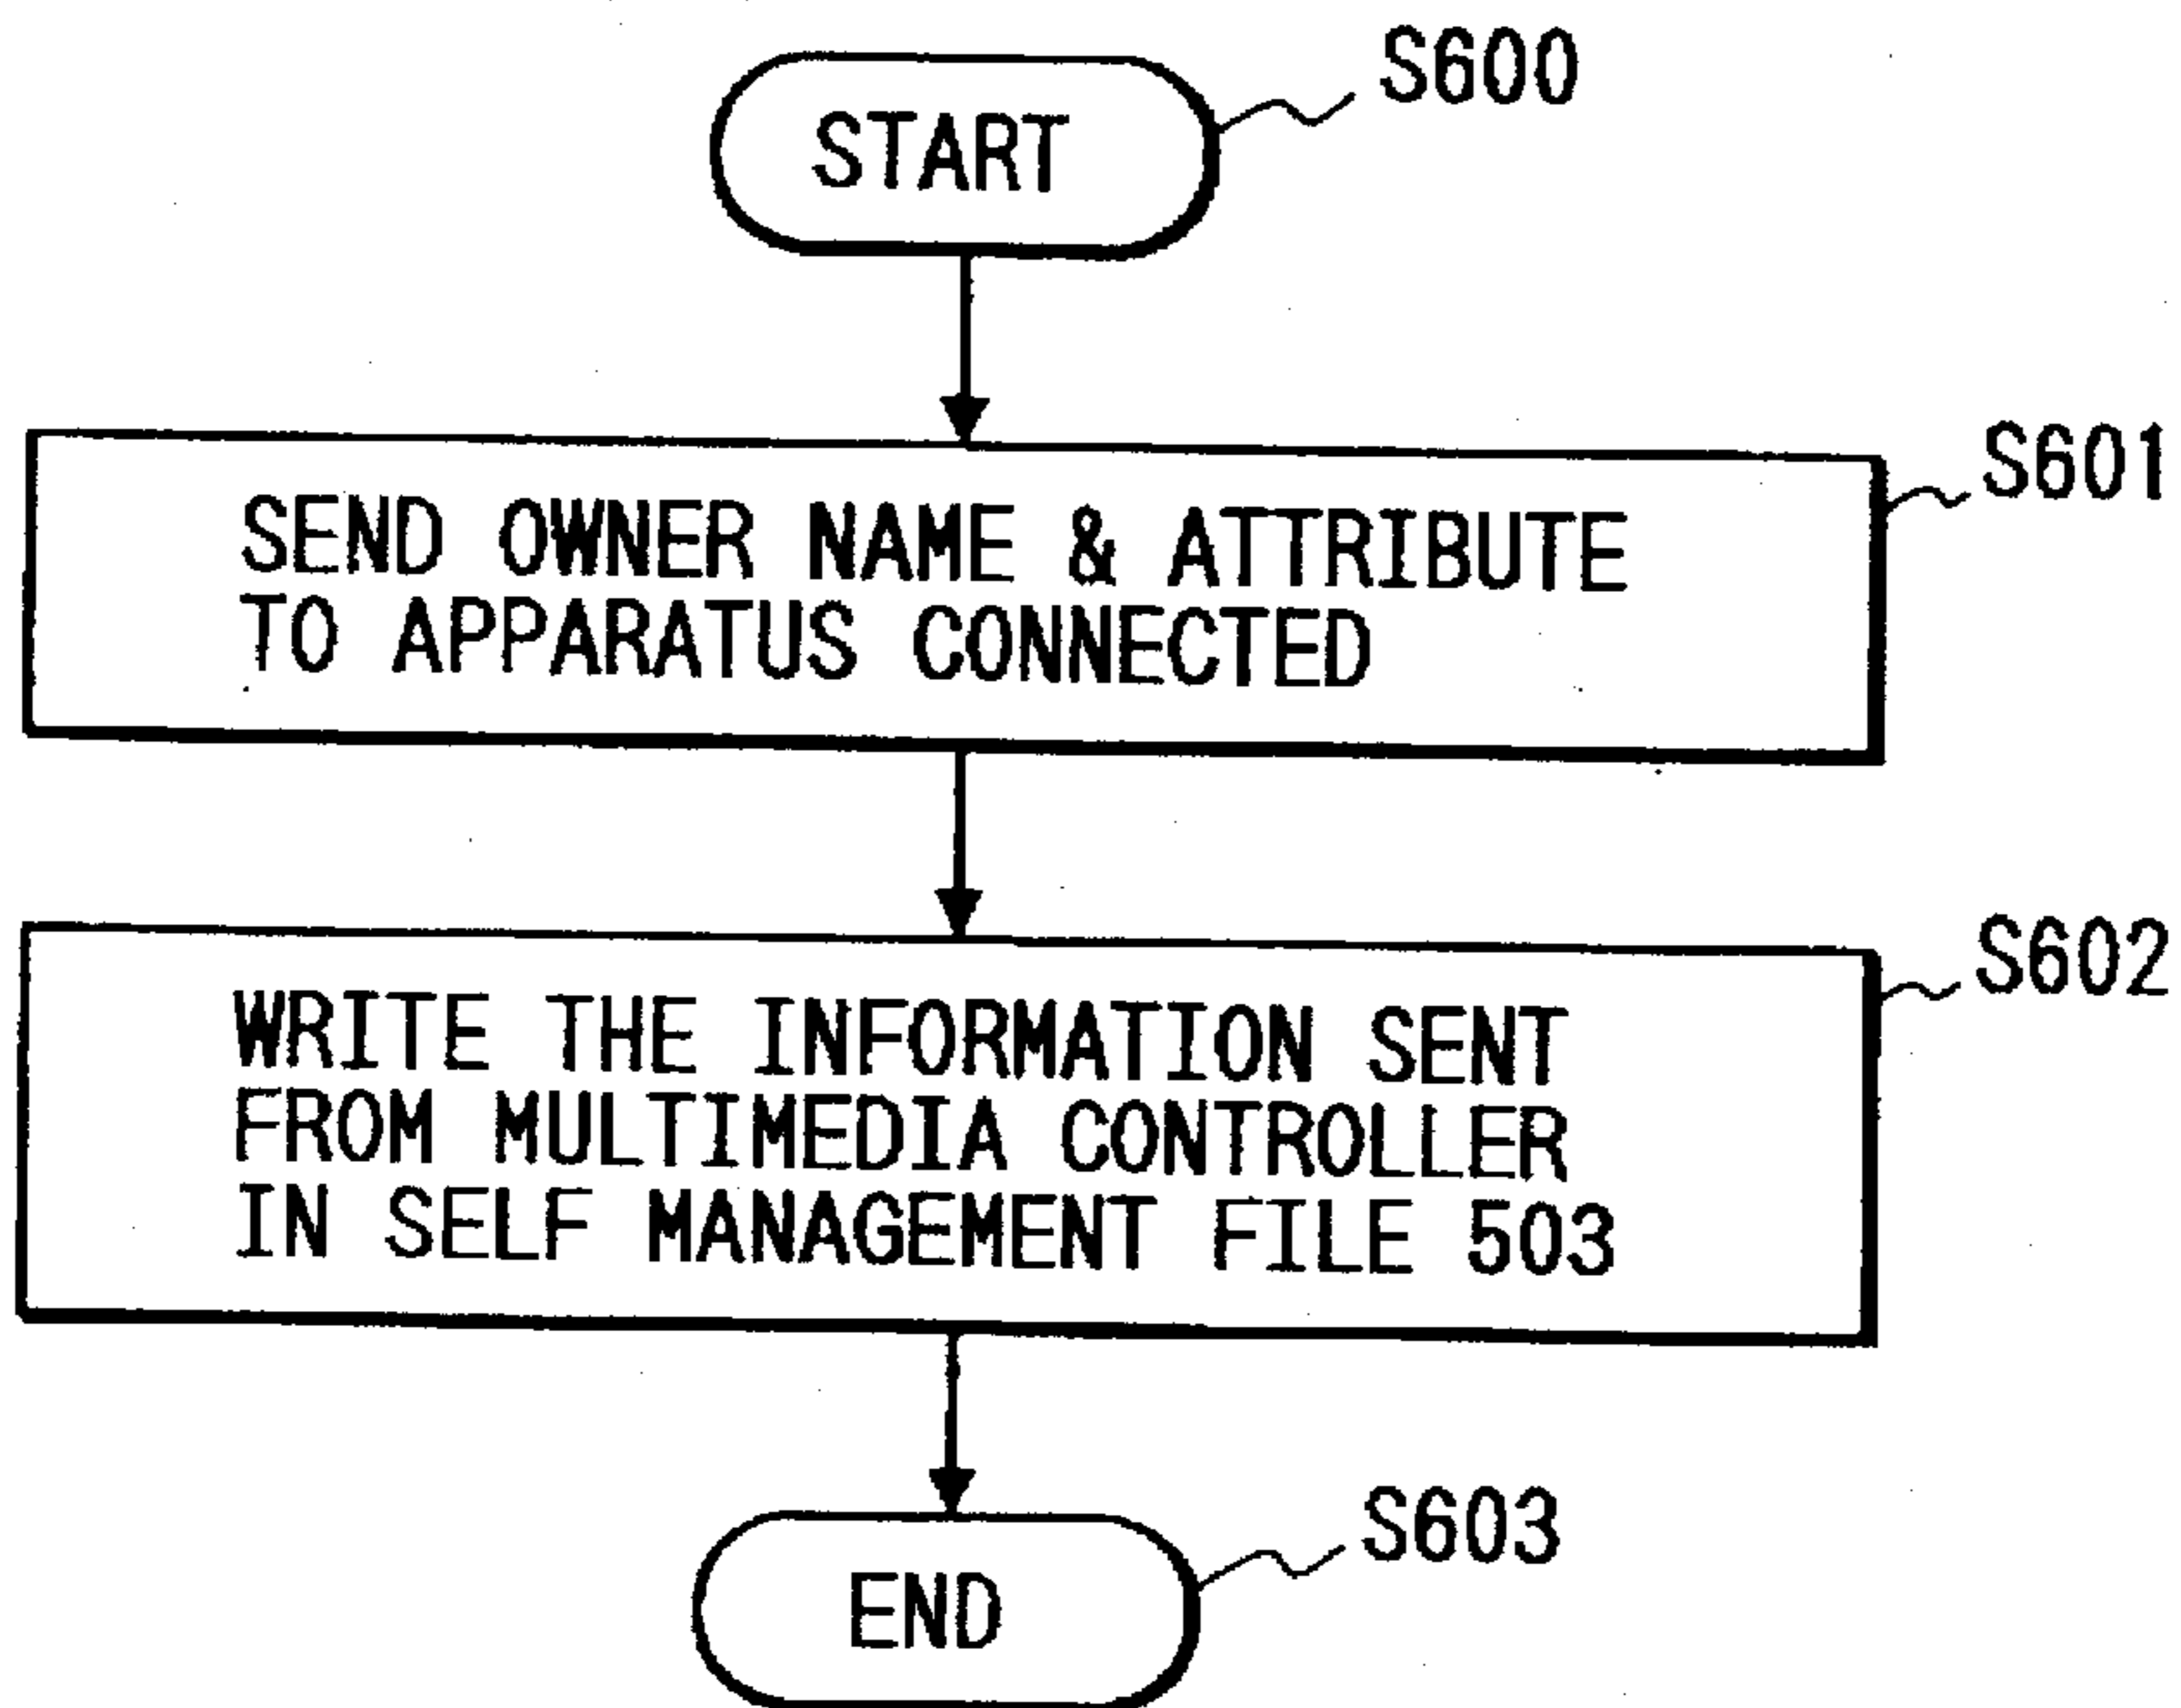 START
S600
SEND OWNER NAME & ATTRIBUTE
TO APPARATUS CONNECTED
S601
WRITE THE INFORMATION SENT
FROM MULTIMEDIA CONTROLLER
IN SELF MANAGEMENT FILE 503
S602
END
S603